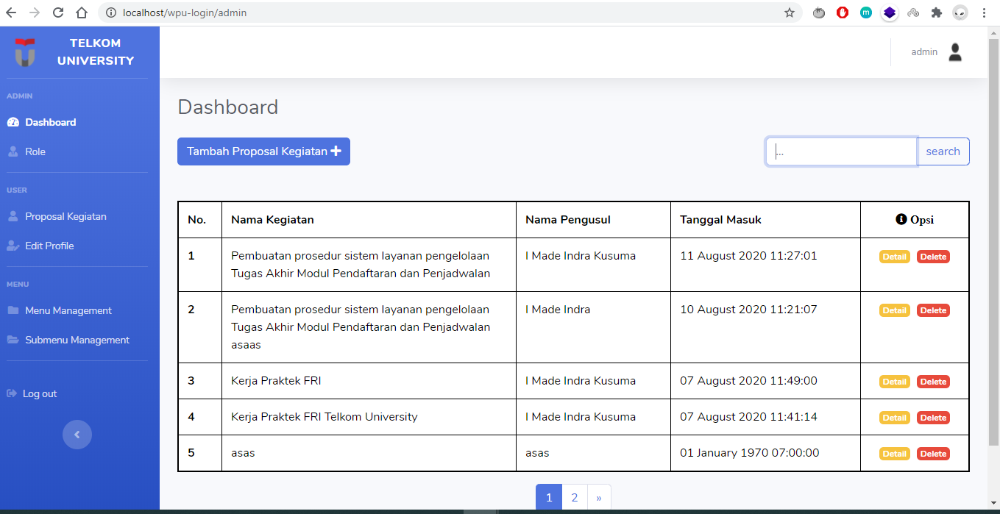 localhost/wpu-login/admin
TELKOM
UNIVERSITY
admin
ADMIN
Dashboard
Role
USER
Proposal Kegiatan
Edit Profile
MENU
Menu Management
Submenu Management
Log out
Dashboard
Tambah Proposal Kegiatan
... search
No. Nama Kegiatan Nama Pengusul Tanggal Masuk Opsi
1 Pembuatan prosedur sistem layanan pengelolaan I Made Indra Kusuma 11 August 2020 11:27:01 Detail Delete
Tugas Akhir Modul Pendaftaran dan Penjadwalan
2 Pembuatan prosedur sistem layanan pengelolaan I Made Indra 10 August 2020 11:21:07 Detail Delete
Tugas Akhir Modul Pendaftaran dan Penjadwalan
asaas
3 Kerja Praktek FRI I Made Indra Kusuma 07 August 2020 11:49:00 Detail Delete
4 Kerja Praktek FRI Telkom University I Made Indra Kusuma 07 August 2020 11:41:14 Detail Delete
5 asas asas 01 January 1970 07:00:00 Detail Delete
1 2 »